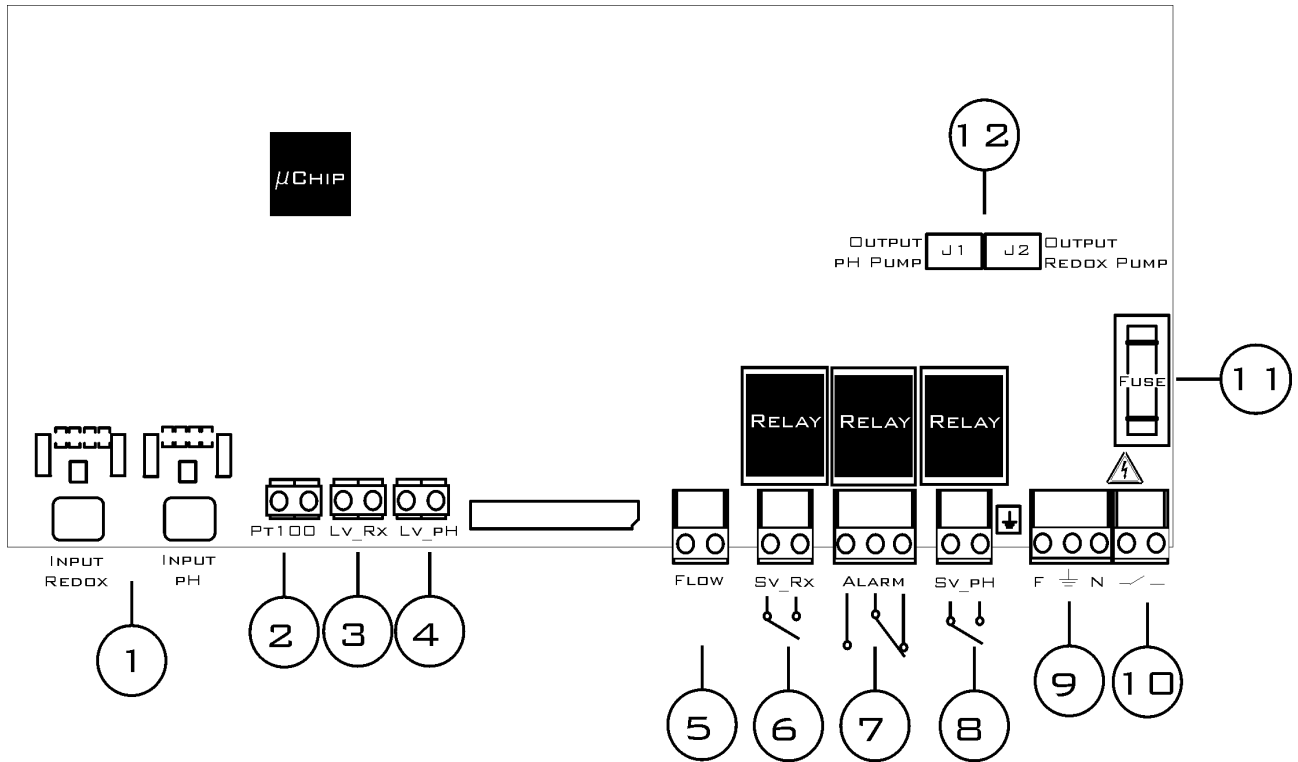 12
µChip
Output
pH Pump
J1
J2
Output
Redox Pump
Fuse
11
Relay
Relay
Relay
Pt100
Lv_Rx
Lv_pH
Input
Redox
Input
pH
Flow
Sv_Rx
Alarm
Sv_pH
F
N
1
2
3
4
5
6
7
8
9
10